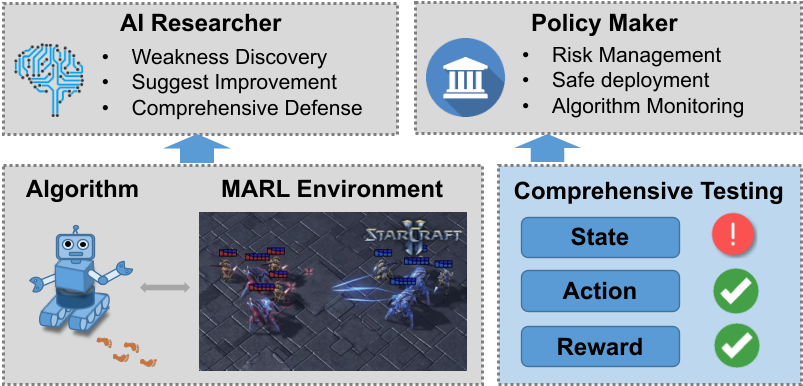 AI Researcher
• Weakness Discovery
• Suggest Improvement
• Comprehensive Defense
Policy Maker
• Risk Management
• Safe deployment
• Algorithm Monitoring
Algorithm
MARL Environment
STARCRAFT
II
Comprehensive Testing
State
!
Action
Reward